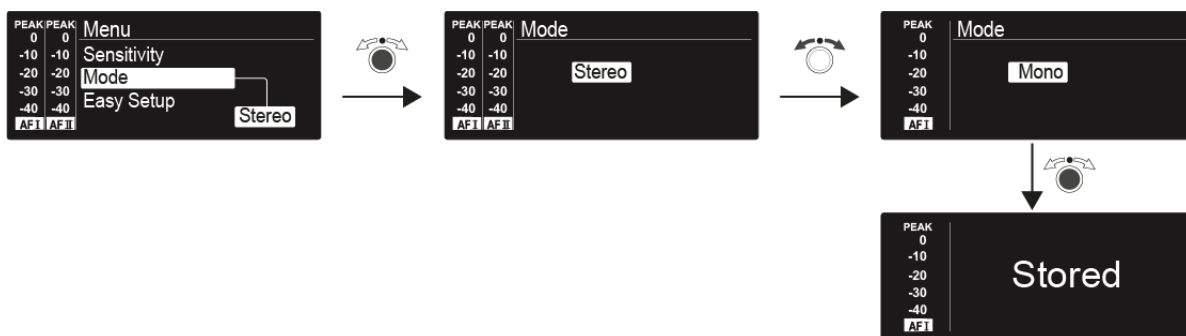 PEAK PEAK Menu
0 0
-10 -10 Sensitivity
-20 -20 Mode
-30 -30 Easy Setup
-40 -40 Stereo
AF I AF II
PEAK PEAK Mode
0 0
-10 -10
-20 -20 Stereo
-30 -30
-40 -40
AF I AF II
PEAK Mode
0
-10
-20 Mono
-30
-40
AF I
PEAK
0
-10
-20 Stored
-30
-40
AF I